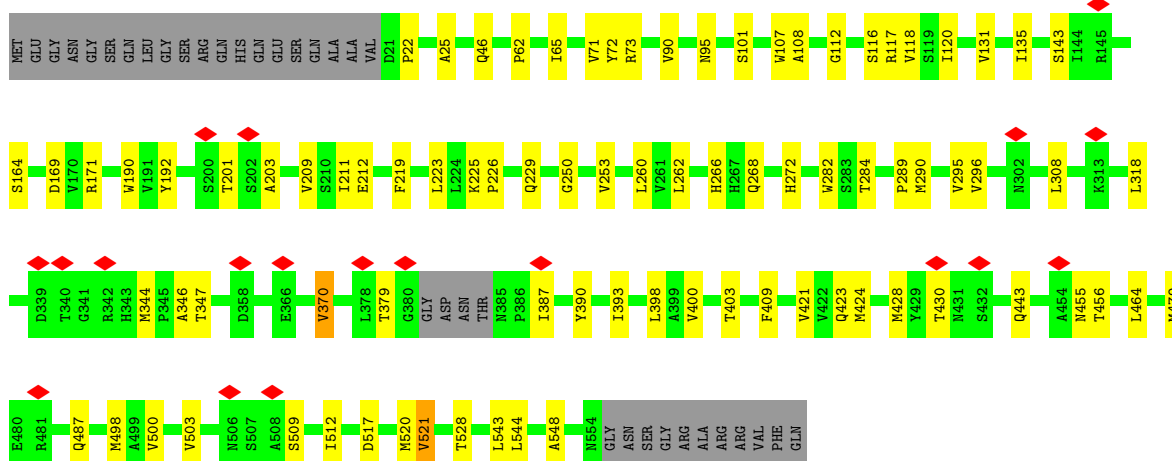 MET GLU GLY ASN GLY SER GLN LEU GLY SER ARG GLN HIS GLN GLU SER GLN ALA ALA VAL D21 P22 A25 Q46 P62 I65 V71 Y72 R73 V90 N95 S101 W107 A108 G112 S116 R117 V118 S119 I120 V131 I135 S143 I144 R145
S164 D169 V170 R171 W190 V191 Y192 S200 T201 S202 A203 V209 S210 I211 E212 F219 L223 L224 K225 P226 Q229 G250 V253 L260 V261 L262 H266 H267 Q268 H272 W282 S283 T284 P289 M290 V295 V296 N302 L308 K313 L318
D339 T340 G341 R342 H343 M344 P345 A346 T347 D358 E366 V370 L378 T379 G380 GLY ASP ASN THR N385 P386 I387 Y390 I393 L398 A399 V400 T403 F409 V421 V422 Q423 M424 M428 Y429 T430 N431 S432 Q443 A454 N455 T456 L464
E480 R481 Q487 M498 A499 V500 V503 N506 S507 A508 S509 I512 D517 M520 V521 T528 L543 L544 A548 N554 GLY ASN SER GLY ARG ALA ARG ARG VAL PHE GLN